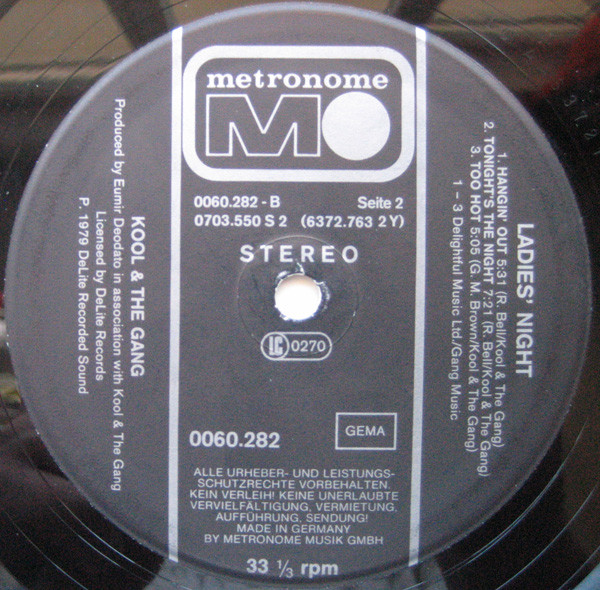 metronome
MO
0060.282 - B Seite 2
0703.550 S 2 (6372.763 2 Y)
STEREO
LC 0270
0060.282
GEMA
ALLE URHEBER- UND LEISTUNGS-
SCHUTZRECHTE VORBEHALTEN.
KEIN VERLEIH! KEINE UNERLAUBTE
VERVIELFÄLTIGUNG, VERMIETUNG,
AUFFÜHRUNG, SENDUNG!
MADE IN GERMANY
BY METRONOME MUSIK GMBH
33 1/3 rpm
KOOL & THE GANG
Produced by Eumir Deodato in association with Kool & The Gang
Licensed by DeLite Records
P. 1979 DeLite Recorded Sound
LADIES' NIGHT
1. HANGIN' OUT 5:31 (R. Bell/Kool & The Gang)
2. TONIGHT'S THE NIGHT 7:21 (R. Bell/Kool & The Gang)
3. TOO HOT 5:05 (G. M. Brown/Kool & The Gang)
1 – 3 Delightful Music Ltd./Gang Music